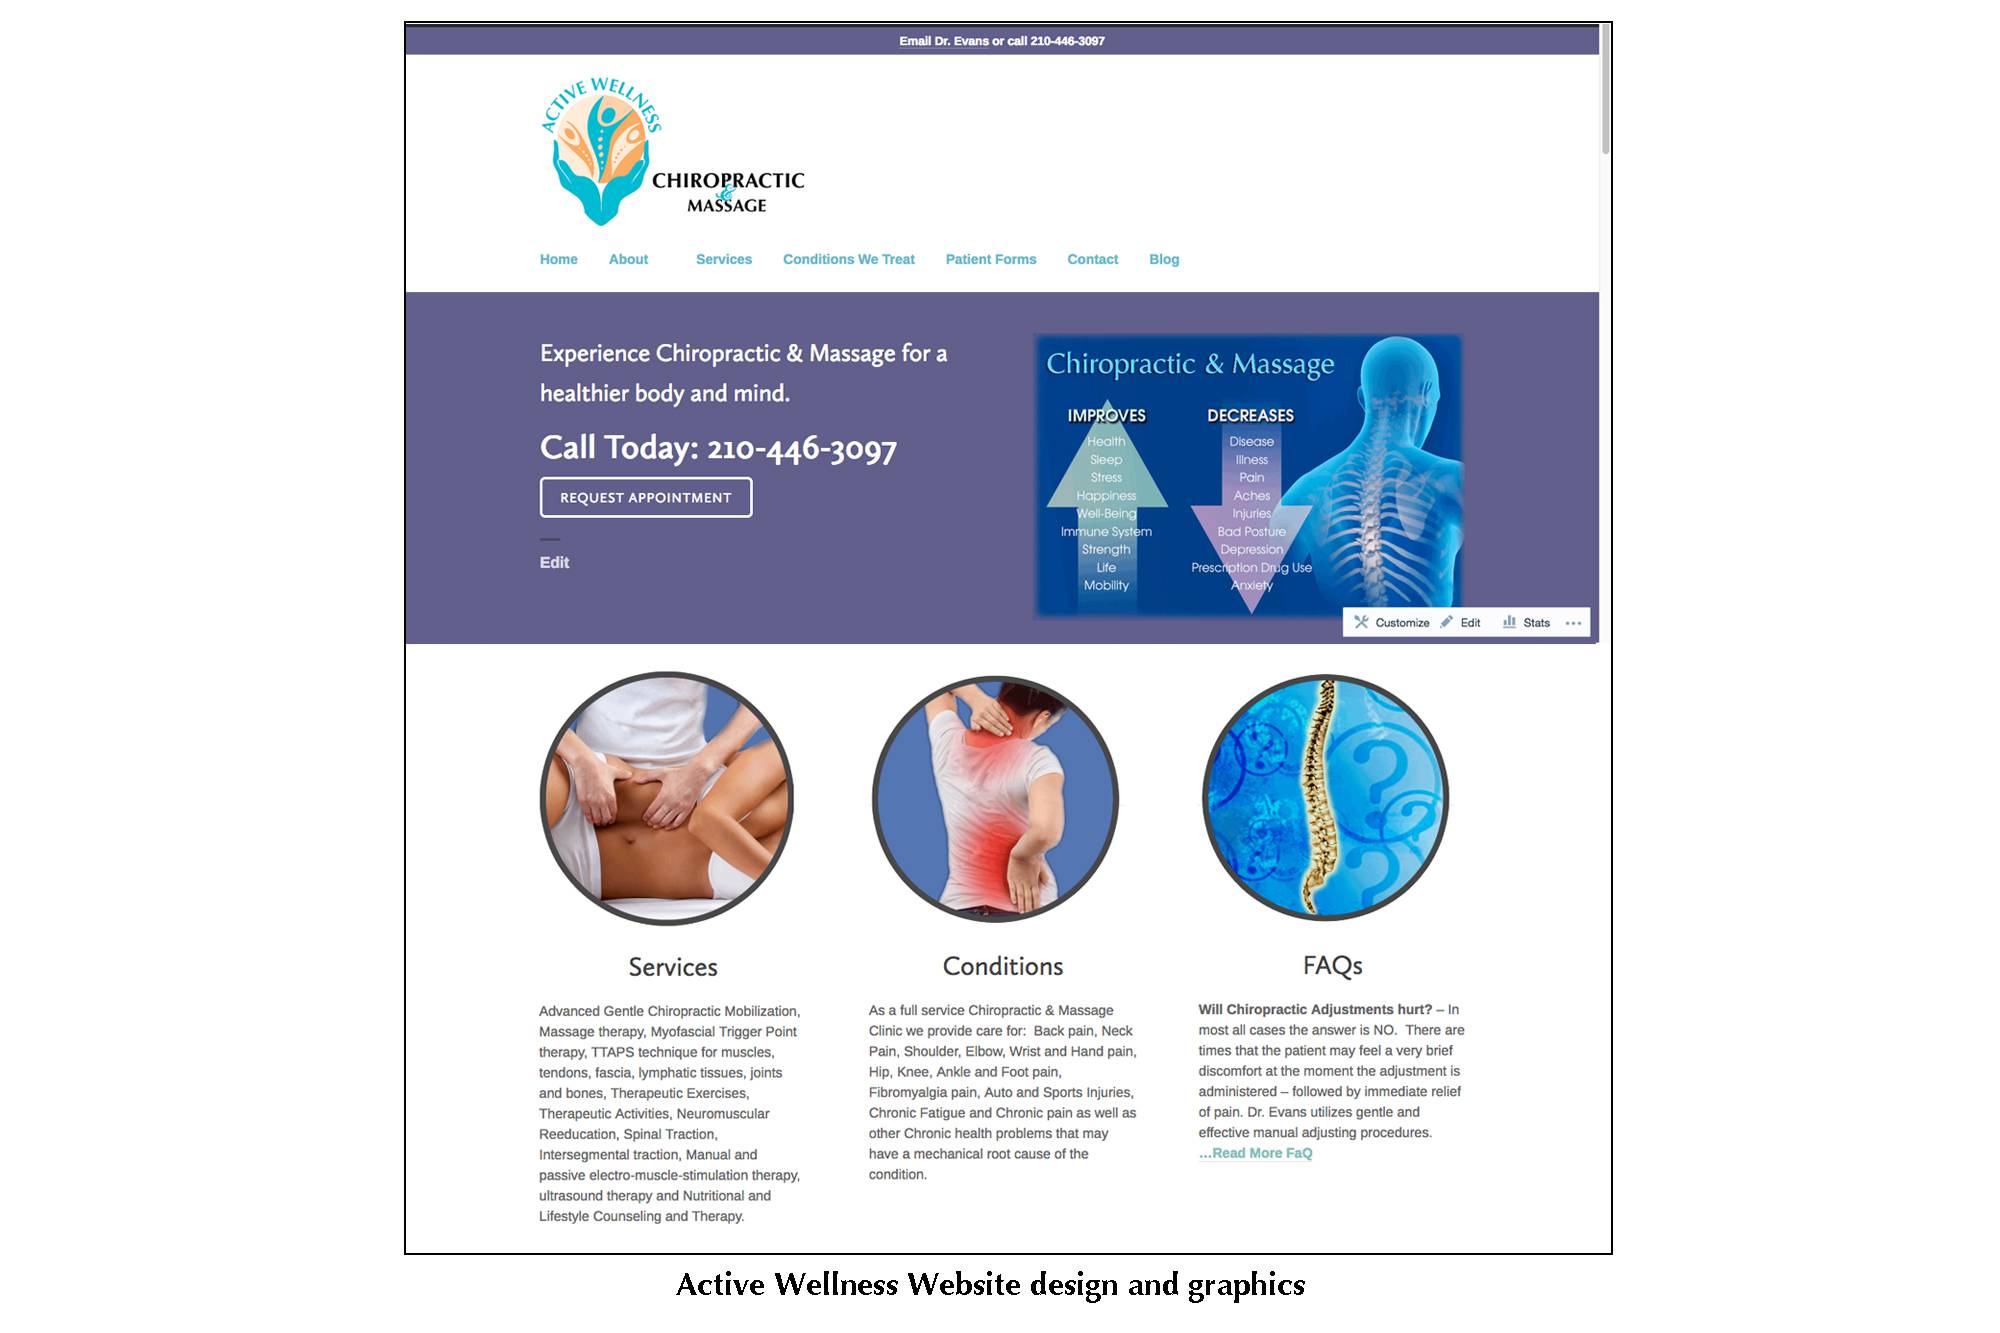 Email Dr. Evans or call 210-446-3097
ACTIVE WELLNESS
CHIROPRACTIC
&
MASSAGE
Home About Services Conditions We Treat Patient Forms Contact Blog
Experience Chiropractic & Massage for a
healthier body and mind.
Call Today: 210-446-3097
REQUEST APPOINTMENT
Edit
Chiropractic & Massage
IMPROVES
Health
Sleep
Stress
Happiness
Well-Being
Immune System
Strength
Life
Mobility
DECREASES
Disease
Illness
Pain
Aches
Injuries
Bad Posture
Depression
Prescription Drug Use
Anxiety
Customize Edit Stats ...
Services
Advanced Gentle Chiropractic Mobilization,
Massage therapy, Myofascial Trigger Point
therapy, TTAPS technique for muscles,
tendons, fascia, lymphatic tissues, joints
and bones, Therapeutic Exercises,
Therapeutic Activities, Neuromuscular
Reeducation, Spinal Traction,
Intersegmental traction, Manual and
passive electro-muscle-stimulation therapy,
ultrasound therapy and Nutritional and
Lifestyle Counseling and Therapy.
Conditions
As a full service Chiropractic & Massage
Clinic we provide care for:  Back pain, Neck
Pain, Shoulder, Elbow, Wrist and Hand pain,
Hip, Knee, Ankle and Foot pain,
Fibromyalgia pain, Auto and Sports Injuries,
Chronic Fatigue and Chronic pain as well as
other Chronic health problems that may
have a mechanical root cause of the
condition.
FAQs
Will Chiropractic Adjustments hurt? – In
most all cases the answer is NO.  There are
times that the patient may feel a very brief
discomfort at the moment the adjustment is
administered – followed by immediate relief
of pain. Dr. Evans utilizes gentle and
effective manual adjusting procedures.
…Read More FaQ
Active Wellness Website design and graphics